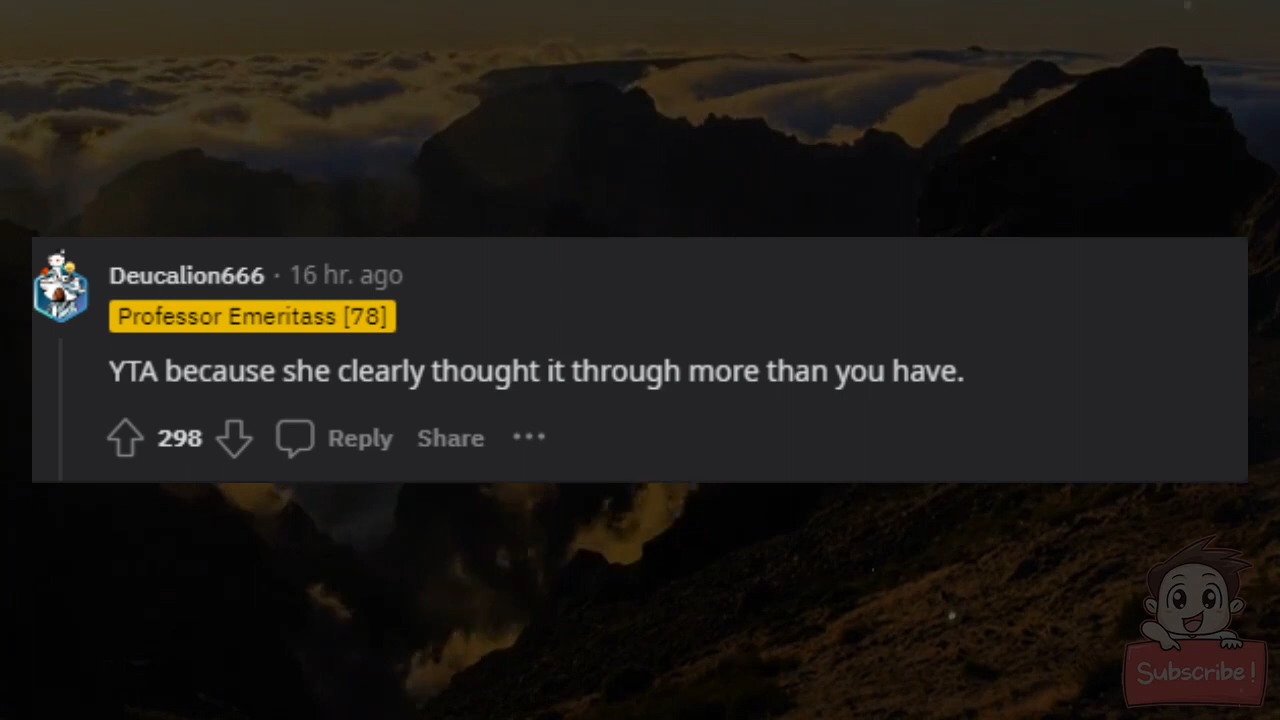 Deucalion666 · 16 hr. ago
Professor Emeritass [78]
YTA because she clearly thought it through more than you have.
298 Reply Share ···
Subscribe!